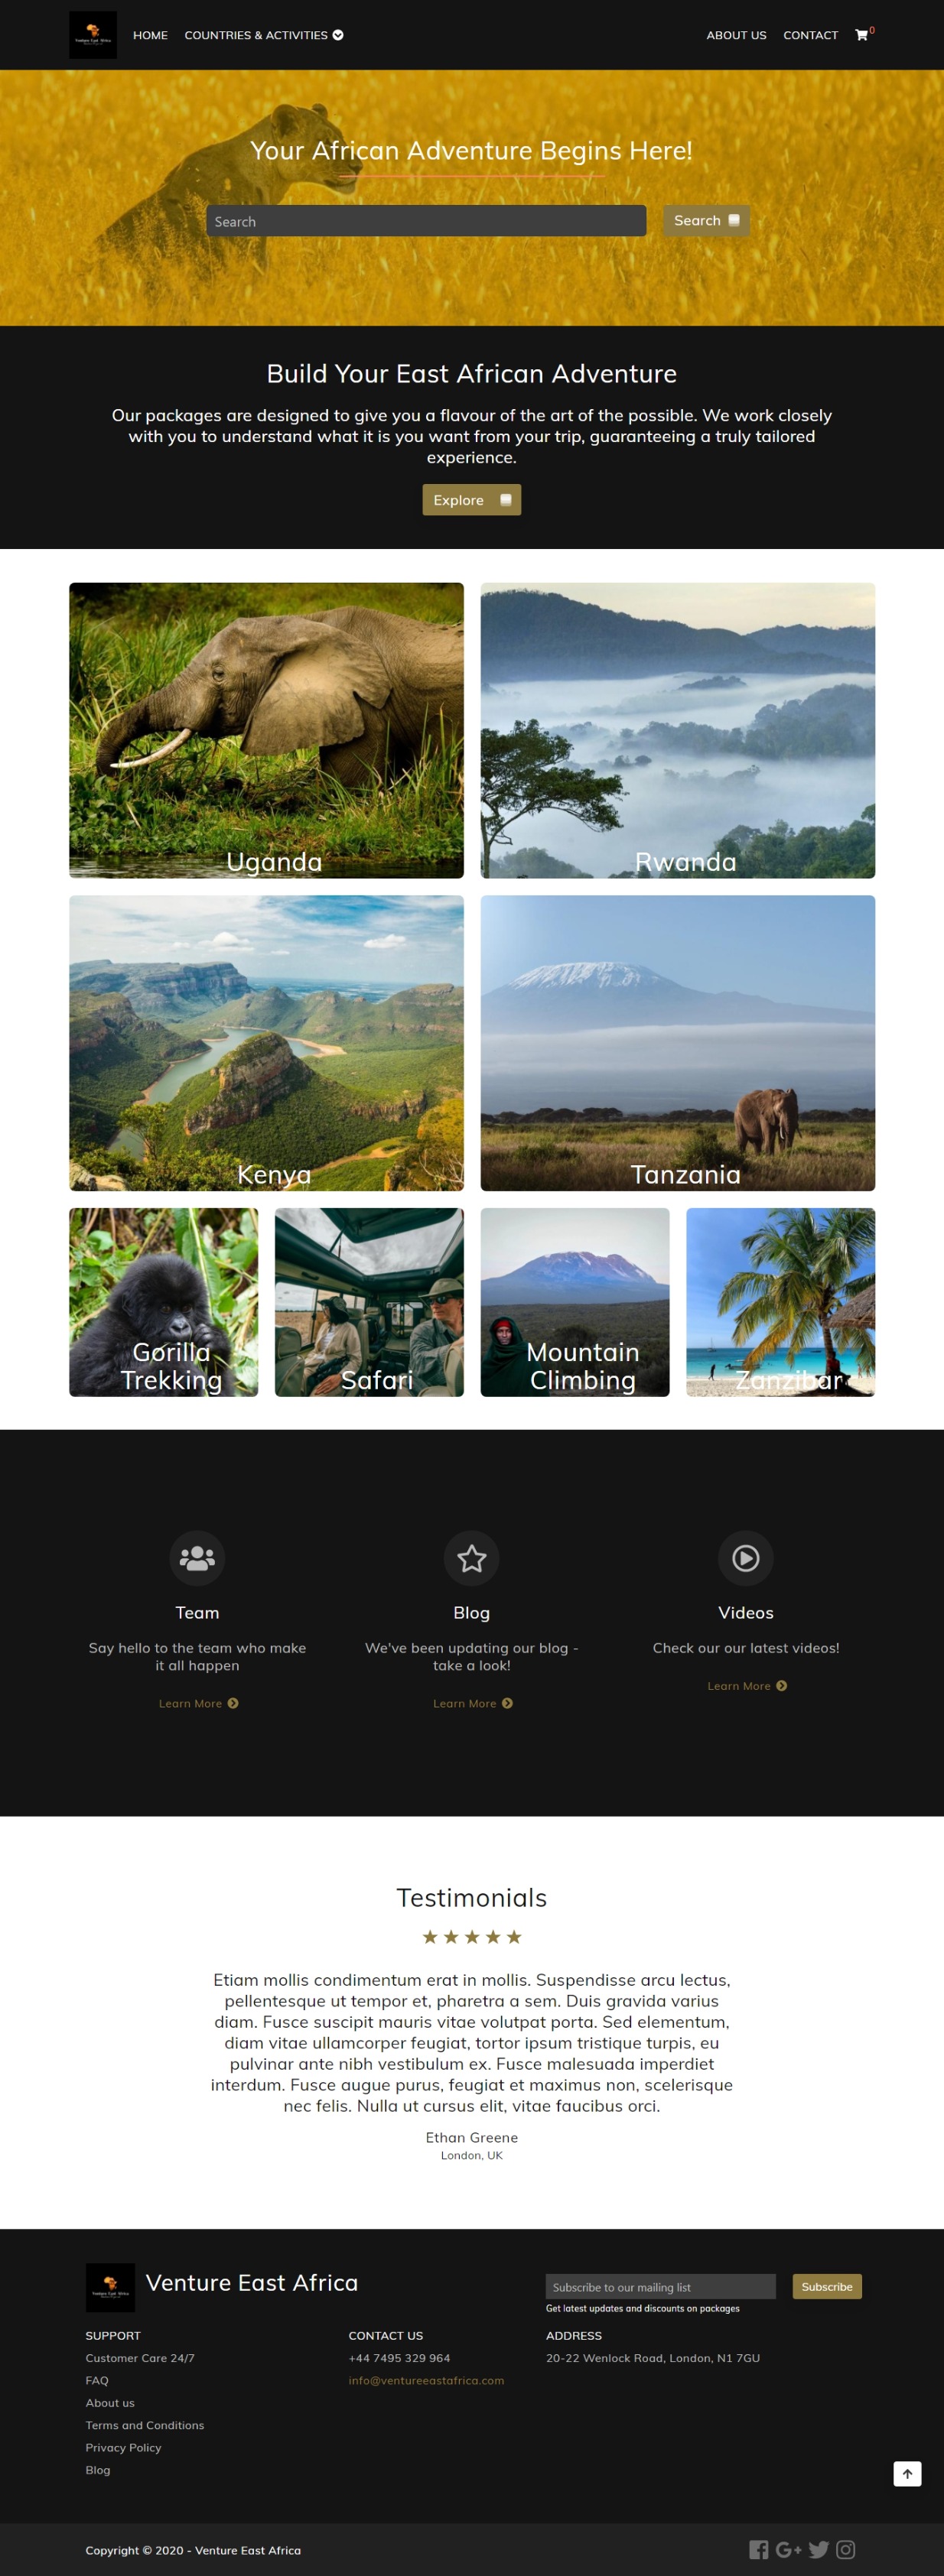 HOME
COUNTRIES & ACTIVITIES
ABOUT US
CONTACT
0
Your African Adventure Begins Here!
Search
Search
Build Your East African Adventure
Our packages are designed to give you a flavour of the art of the possible. We work closely
with you to understand what it is you want from your trip, guaranteeing a truly tailored
experience.
Explore
Uganda
Rwanda
Kenya
Tanzania
Gorilla
Trekking
Safari
Mountain
Climbing
Zanzibar
Team
Say hello to the team who make
it all happen
Learn More
Blog
We've been updating our blog -
take a look!
Learn More
Videos
Check our our latest videos!
Learn More
Testimonials
Etiam mollis condimentum erat in mollis. Suspendisse arcu lectus,
pellentesque ut tempor et, pharetra a sem. Duis gravida varius
diam. Fusce suscipit mauris vitae volutpat porta. Sed elementum,
diam vitae ullamcorper feugiat, tortor ipsum tristique turpis, eu
pulvinar ante nibh vestibulum ex. Fusce malesuada imperdiet
interdum. Fusce augue purus, feugiat et maximus non, scelerisque
nec felis. Nulla ut cursus elit, vitae faucibus orci.
Ethan Greene
London, UK
Venture East Africa
Subscribe to our mailing list
Subscribe
Get latest updates and discounts on packages
SUPPORT
Customer Care 24/7
FAQ
About us
Terms and Conditions
Privacy Policy
Blog
CONTACT US
+44 7495 329 964
info@ventureeastafrica.com
ADDRESS
20-22 Wenlock Road, London, N1 7GU
Copyright © 2020 - Venture East Africa